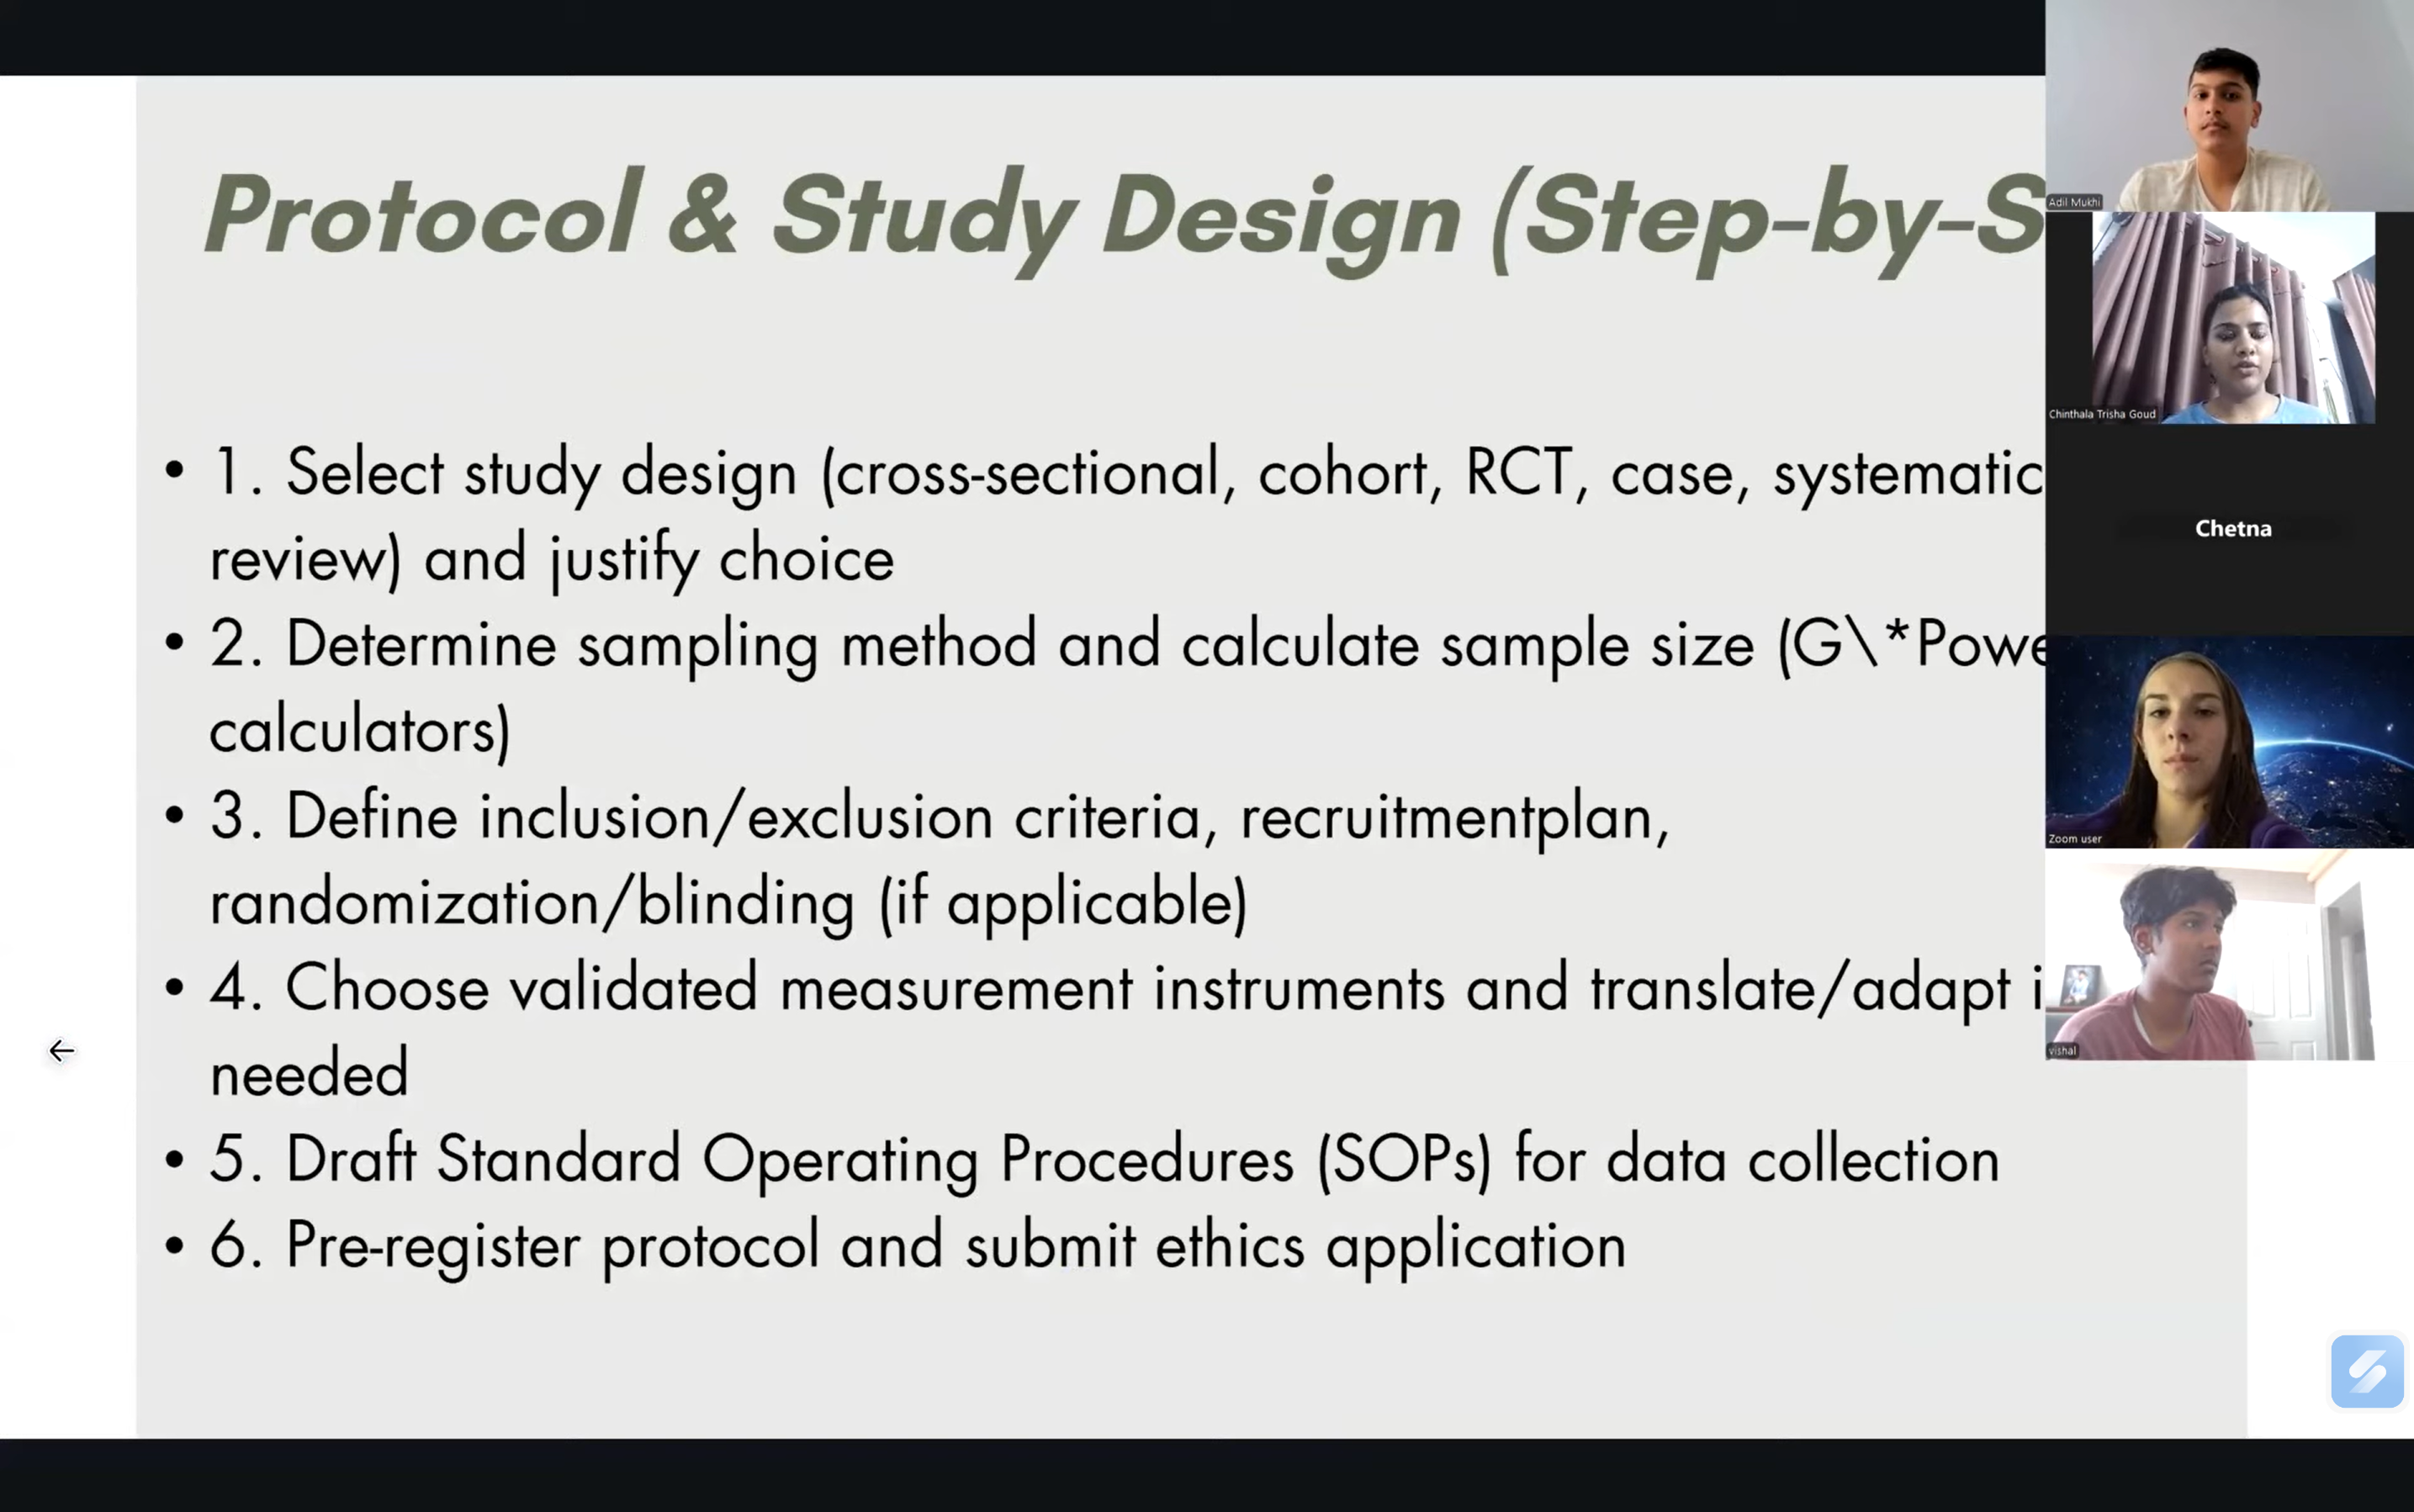 Protocol & Study Design (Step-by-S
• 1. Select study design (cross-sectional, cohort, RCT, case, systematic
review) and justify choice
• 2. Determine sampling method and calculate sample size (G\*Powe
calculators)
• 3. Define inclusion/exclusion criteria, recruitmentplan,
randomization/blinding (if applicable)
• 4. Choose validated measurement instruments and translate/adapt i
needed
• 5. Draft Standard Operating Procedures (SOPs) for data collection
• 6. Pre-register protocol and submit ethics application
Adil Mukhi
Chinthala Trisha Goud
Chetna
Zoom user
vishal